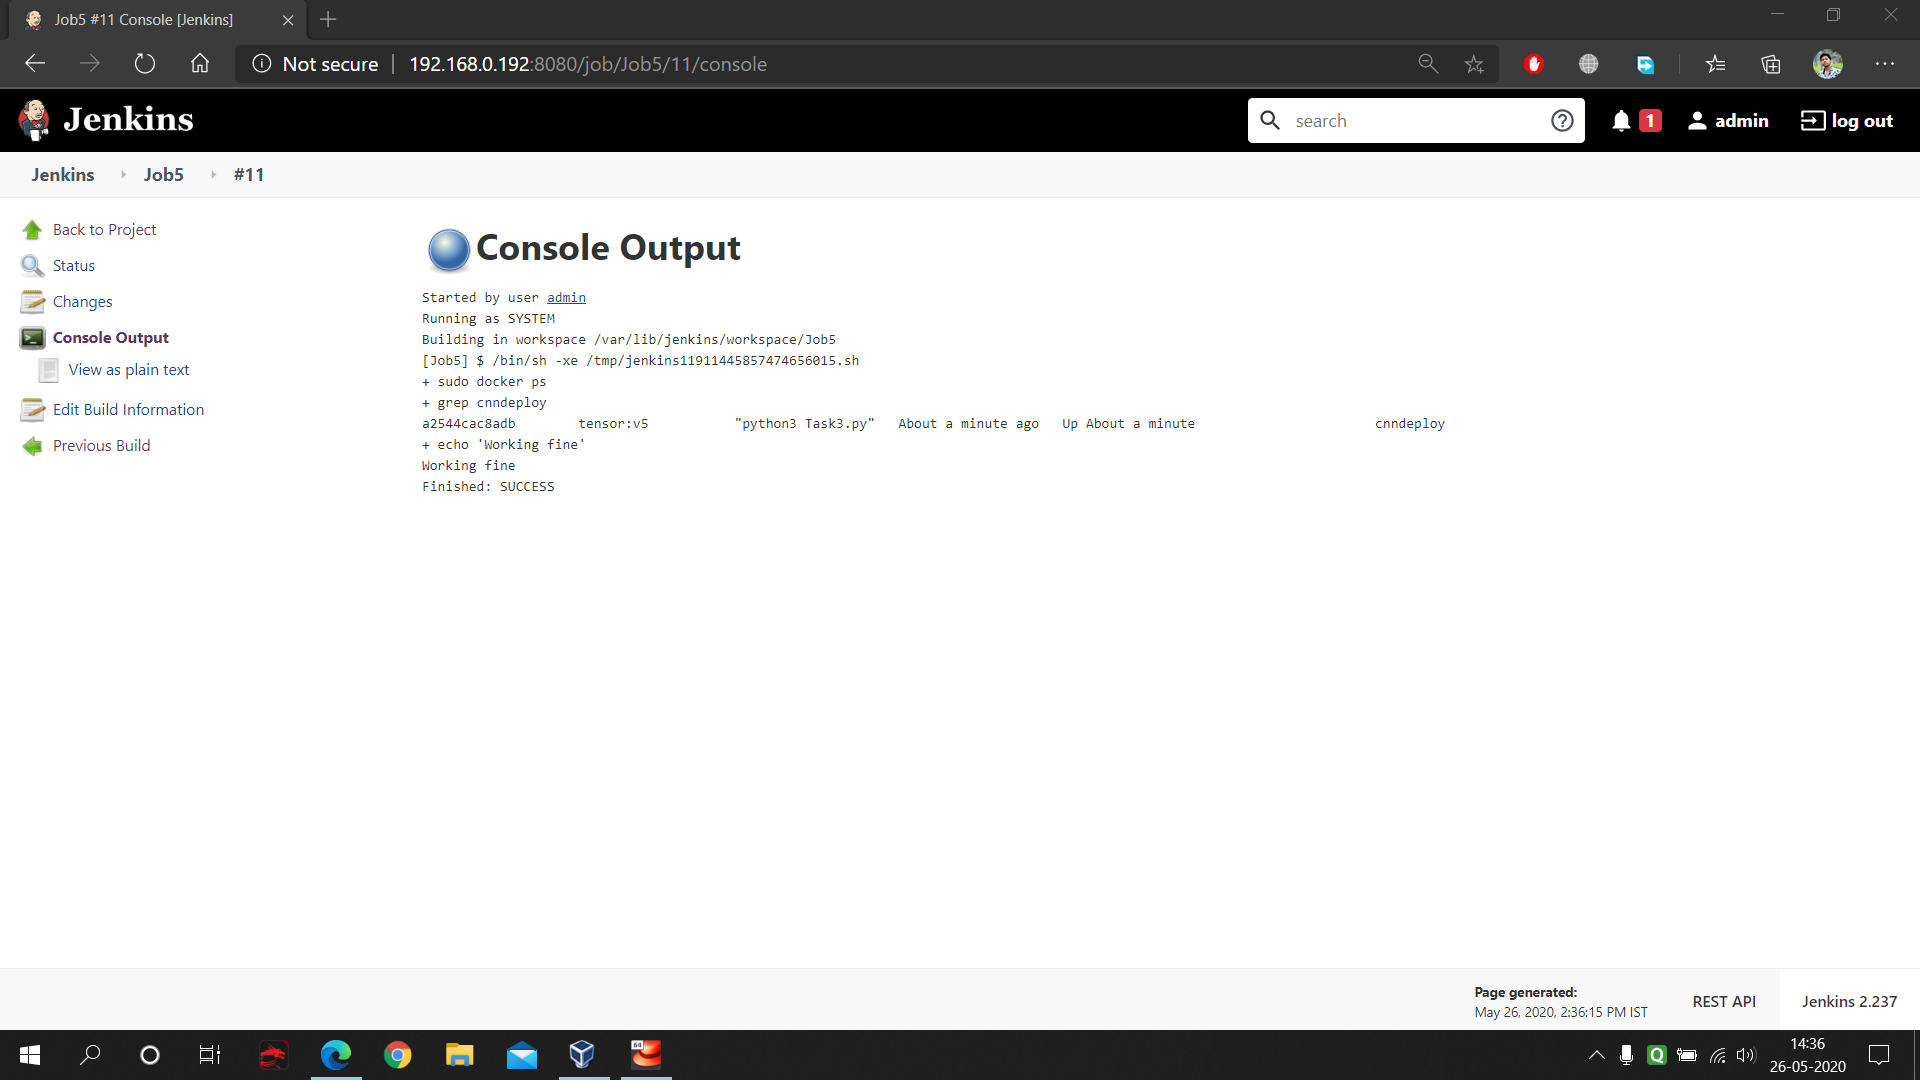 Job5 #11 Console [Jenkins]
Not secure | 192.168.0.192:8080/job/Job5/11/console
Jenkins
search
1
admin
log out
Jenkins
Job5
#11
Back to Project
Status
Changes
Console Output
View as plain text
Edit Build Information
Previous Build
Console Output
Started by user admin
Running as SYSTEM
Building in workspace /var/lib/jenkins/workspace/Job5
[Job5] $ /bin/sh -xe /tmp/jenkins11911445857474656015.sh
+ sudo docker ps
+ grep cnndeploy
a2544cac8adb        tensor:v5           "python3 Task3.py"   About a minute ago   Up About a minute                       cnndeploy
+ echo 'Working fine'
Working fine
Finished: SUCCESS
Page generated:
May 26, 2020, 2:36:15 PM IST
REST API
Jenkins 2.237
64
Q
14:36
26-05-2020